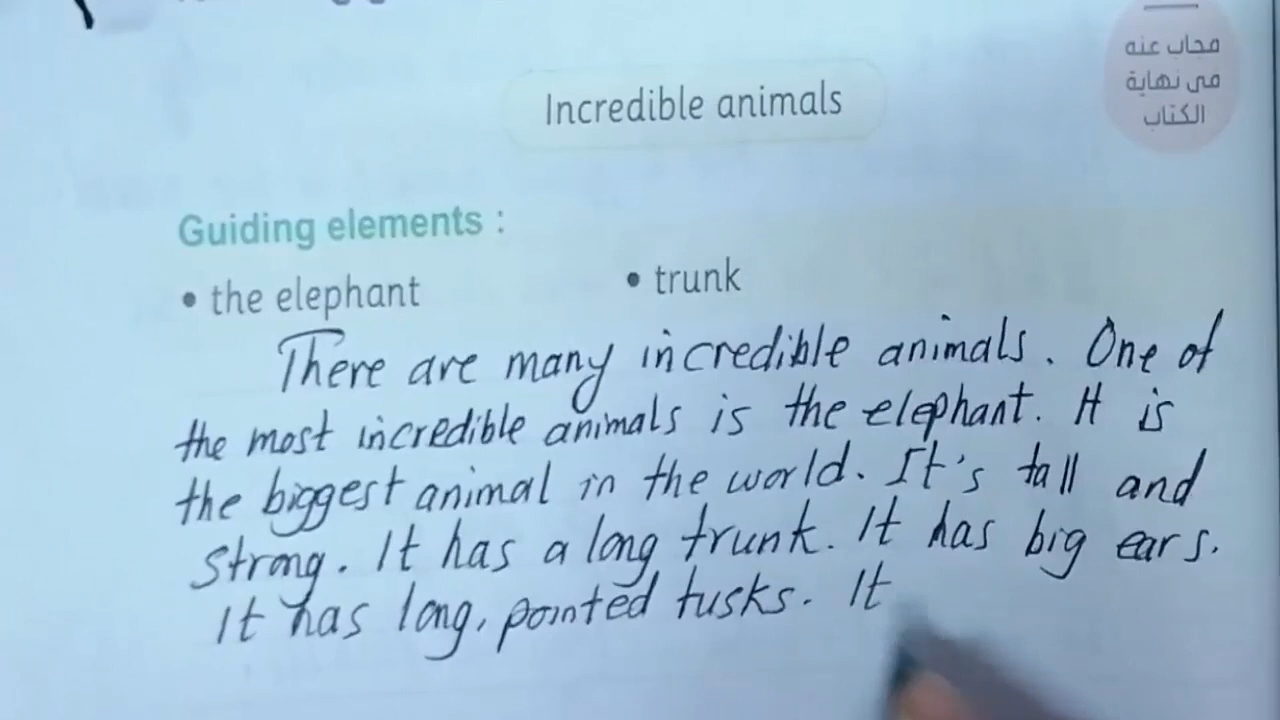 مجاب عنه
في نهاية
الكتاب
Incredible animals
Guiding elements :
• the elephant • trunk
There are many incredible animals. One of
the most incredible animals is the elephant. It is
the biggest animal in the world. It's tall and
strong. It has a long trunk. It has big ears.
It has long, pointed tusks. It